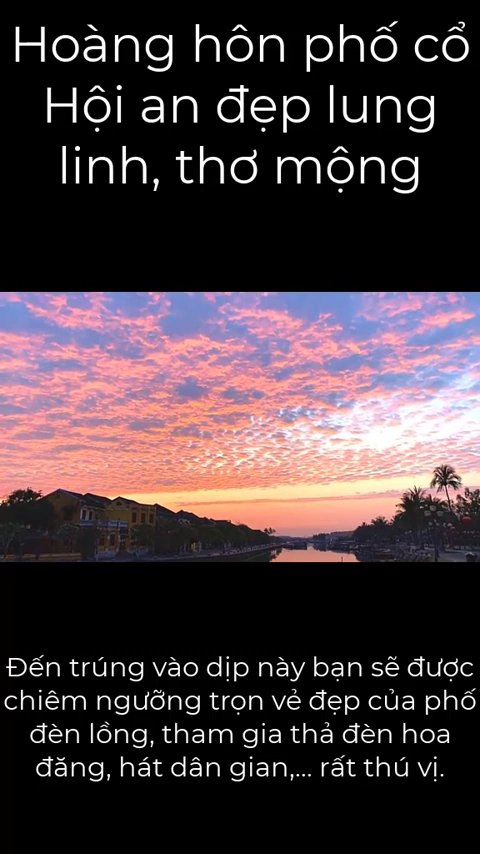 Hoàng hôn phố cổ
Hội an đẹp lung
linh, thơ mộng
Đến trúng vào dịp này bạn sẽ được
chiêm ngưỡng trọn vẻ đẹp của phố
đèn lồng, tham gia thả đèn hoa
đăng, hát dân gian,... rất thú vị.